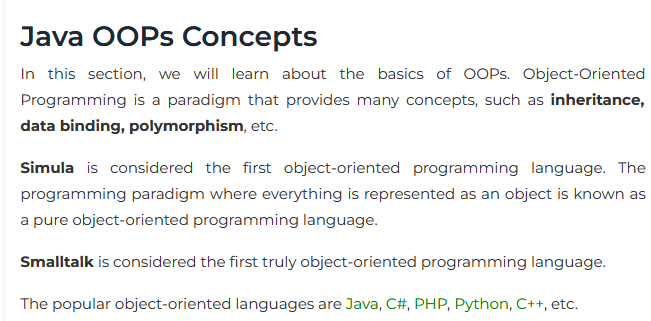 Java OOPs Concepts
In this section, we will learn about the basics of OOPs. Object-Oriented
Programming is a paradigm that provides many concepts, such as inheritance,
data binding, polymorphism, etc.
Simula is considered the first object-oriented programming language. The
programming paradigm where everything is represented as an object is known as
a pure object-oriented programming language.
Smalltalk is considered the first truly object-oriented programming language.
The popular object-oriented languages are Java, C#, PHP, Python, C++, etc.